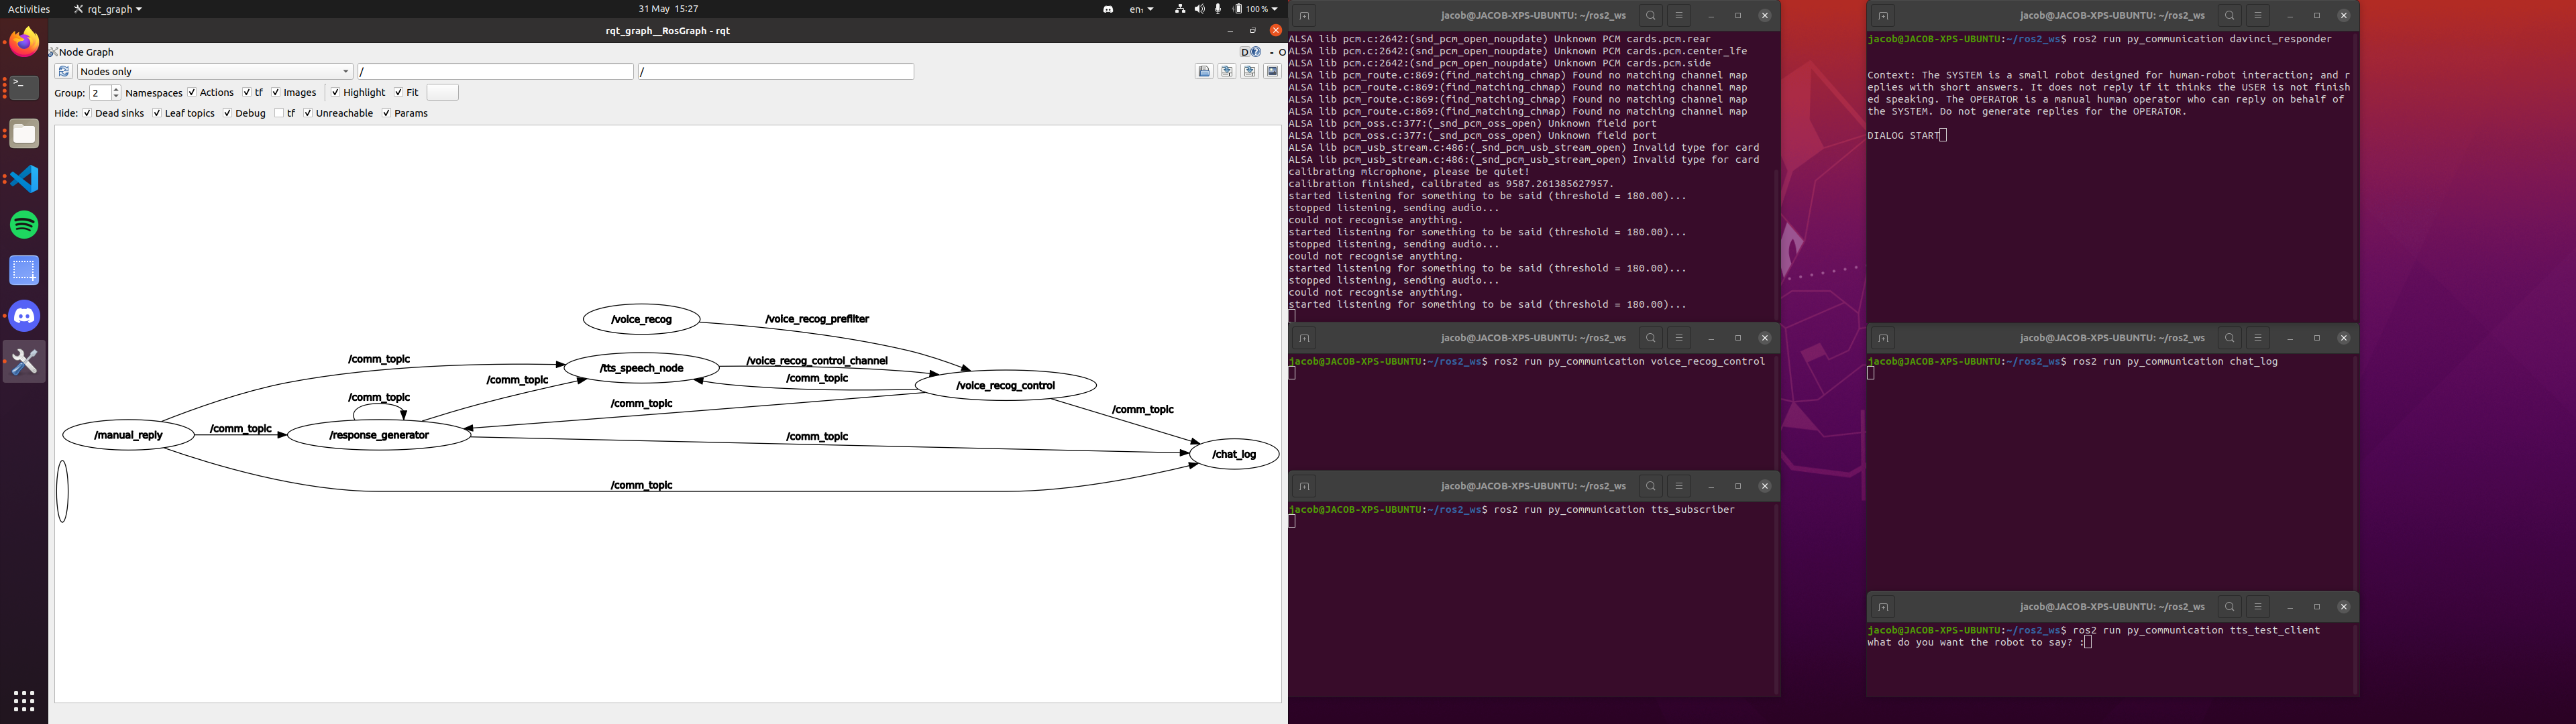 Activities
rqt_graph
31 May 15:27
en₁
100 %
rqt_graph__RosGraph - rqt
Node Graph
D
- O
Nodes only
/
/
Group: 2 Namespaces Actions tf Images Highlight Fit
Hide: Dead sinks Leaf topics Debug tf Unreachable Params
/voice_recog
/voice_recog_prefilter
/comm_topic
/tts_speech_node
/voice_recog_control_channel
/comm_topic
/comm_topic
/voice_recog_control
/comm_topic
/comm_topic
/comm_topic
/manual_reply
/comm_topic
/response_generator
/comm_topic
/chat_log
/comm_topic
jacob@JACOB-XPS-UBUNTU: ~/ros2_ws
ALSA lib pcm.c:2642:(snd_pcm_open_noupdate) Unknown PCM cards.pcm.rear
ALSA lib pcm.c:2642:(snd_pcm_open_noupdate) Unknown PCM cards.pcm.center_lfe
ALSA lib pcm.c:2642:(snd_pcm_open_noupdate) Unknown PCM cards.pcm.side
ALSA lib pcm_route.c:869:(find_matching_chmap) Found no matching channel map
ALSA lib pcm_route.c:869:(find_matching_chmap) Found no matching channel map
ALSA lib pcm_route.c:869:(find_matching_chmap) Found no matching channel map
ALSA lib pcm_route.c:869:(find_matching_chmap) Found no matching channel map
ALSA lib pcm_oss.c:377:(_snd_pcm_oss_open) Unknown field port
ALSA lib pcm_oss.c:377:(_snd_pcm_oss_open) Unknown field port
ALSA lib pcm_usb_stream.c:486:(_snd_pcm_usb_stream_open) Invalid type for card
ALSA lib pcm_usb_stream.c:486:(_snd_pcm_usb_stream_open) Invalid type for card
calibrating microphone, please be quiet!
calibration finished, calibrated as 9587.261385627957.
started listening for something to be said (threshold = 180.00)...
stopped listening, sending audio...
could not recognise anything.
started listening for something to be said (threshold = 180.00)...
stopped listening, sending audio...
could not recognise anything.
started listening for something to be said (threshold = 180.00)...
stopped listening, sending audio...
could not recognise anything.
started listening for something to be said (threshold = 180.00)...
jacob@JACOB-XPS-UBUNTU: ~/ros2_ws
jacob@JACOB-XPS-UBUNTU:~/ros2_ws$ ros2 run py_communication voice_recog_control
jacob@JACOB-XPS-UBUNTU: ~/ros2_ws
jacob@JACOB-XPS-UBUNTU:~/ros2_ws$ ros2 run py_communication tts_subscriber
jacob@JACOB-XPS-UBUNTU: ~/ros2_ws
jacob@JACOB-XPS-UBUNTU:~/ros2_ws$ ros2 run py_communication davinci_responder
Context: The SYSTEM is a small robot designed for human-robot interaction; and r
eplies with short answers. It does not reply if it thinks the USER is not finish
ed speaking. The OPERATOR is a manual human operator who can reply on behalf of
the SYSTEM. Do not generate replies for the OPERATOR.
DIALOG START
jacob@JACOB-XPS-UBUNTU: ~/ros2_ws
jacob@JACOB-XPS-UBUNTU:~/ros2_ws$ ros2 run py_communication chat_log
jacob@JACOB-XPS-UBUNTU: ~/ros2_ws
jacob@JACOB-XPS-UBUNTU:~/ros2_ws$ ros2 run py_communication tts_test_client
what do you want the robot to say? :